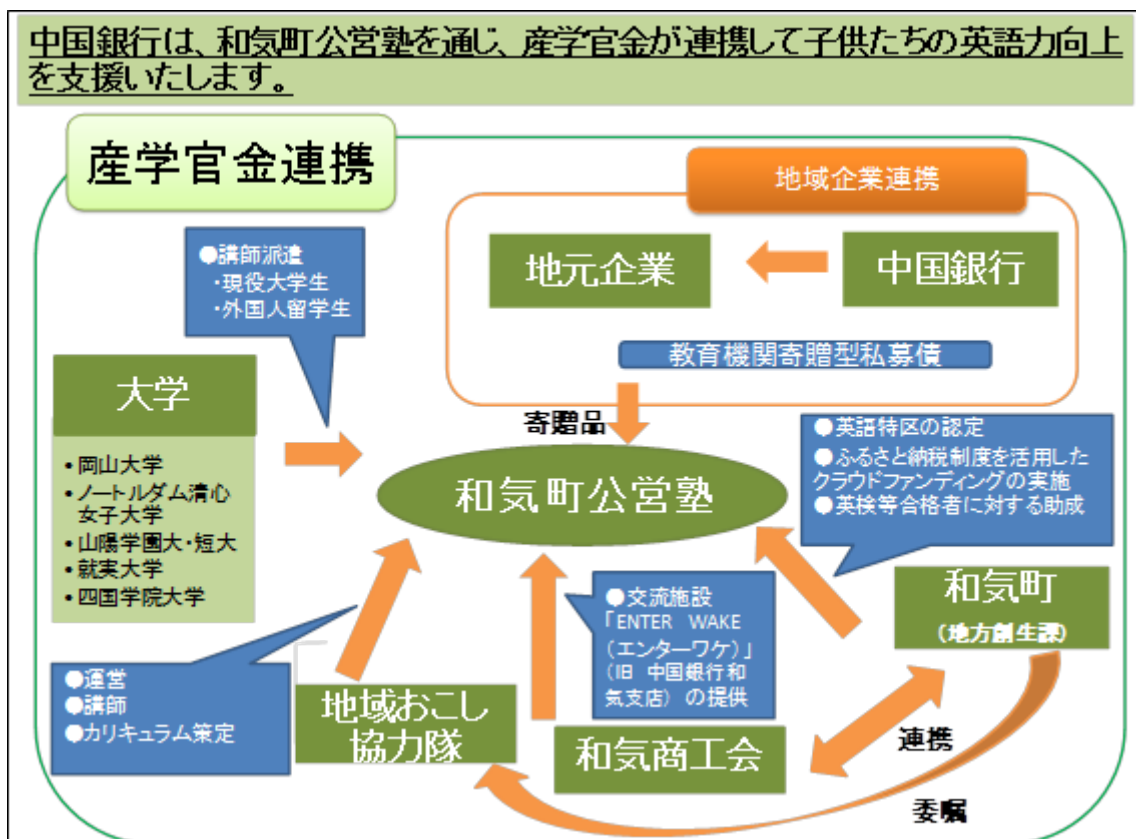 中国銀行は、和気町公営塾を通じ、産学官金が連携して子供たちの英語力向上
を支援いたします。
産学官金連携
地域企業連携
●講師派遣
・現役大学生
・外国人留学生
地元企業
中国銀行
教育機関寄贈型私募債
大学
•岡山大学
•ノートルダム清心
女子大学
•山陽学園大・短大
•就実大学
•四国学院大学
寄贈品
和気町公営塾
●英語特区の認定
●ふるさと納税制度を活用した
クラウドファンディングの実施
●英検等合格者に対する助成
●交流施設
「ENTER WAKE
(エンターワケ)」
(旧 中国銀行和
気支店) の提供
和気町
(地方創生課)
●運営
●講師
●カリキュラム策定
地域おこし
協力隊
和気商工会
連携
委嘱